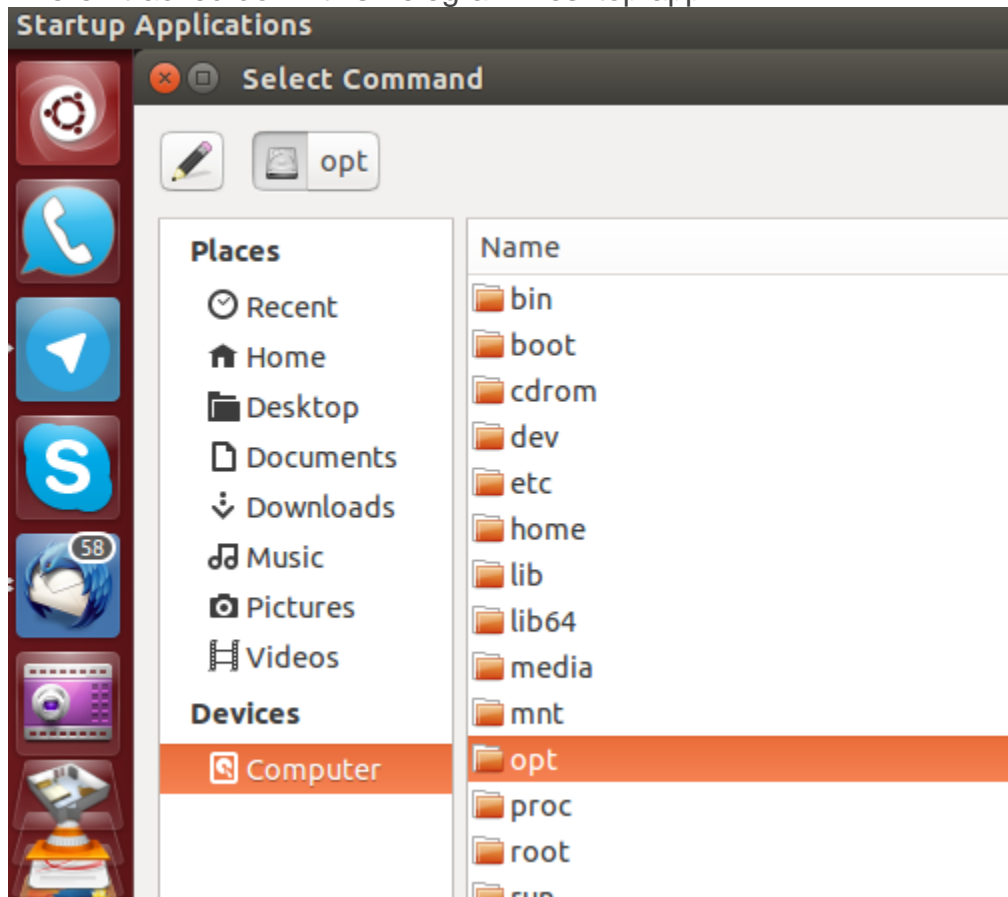 Startup Applications
Select Command
opt
Places
Recent
Home
Desktop
Documents
Downloads
Music
Pictures
Videos
Devices
Computer
Name
bin
boot
cdrom
dev
etc
home
lib
lib64
media
mnt
opt
proc
root
S
58